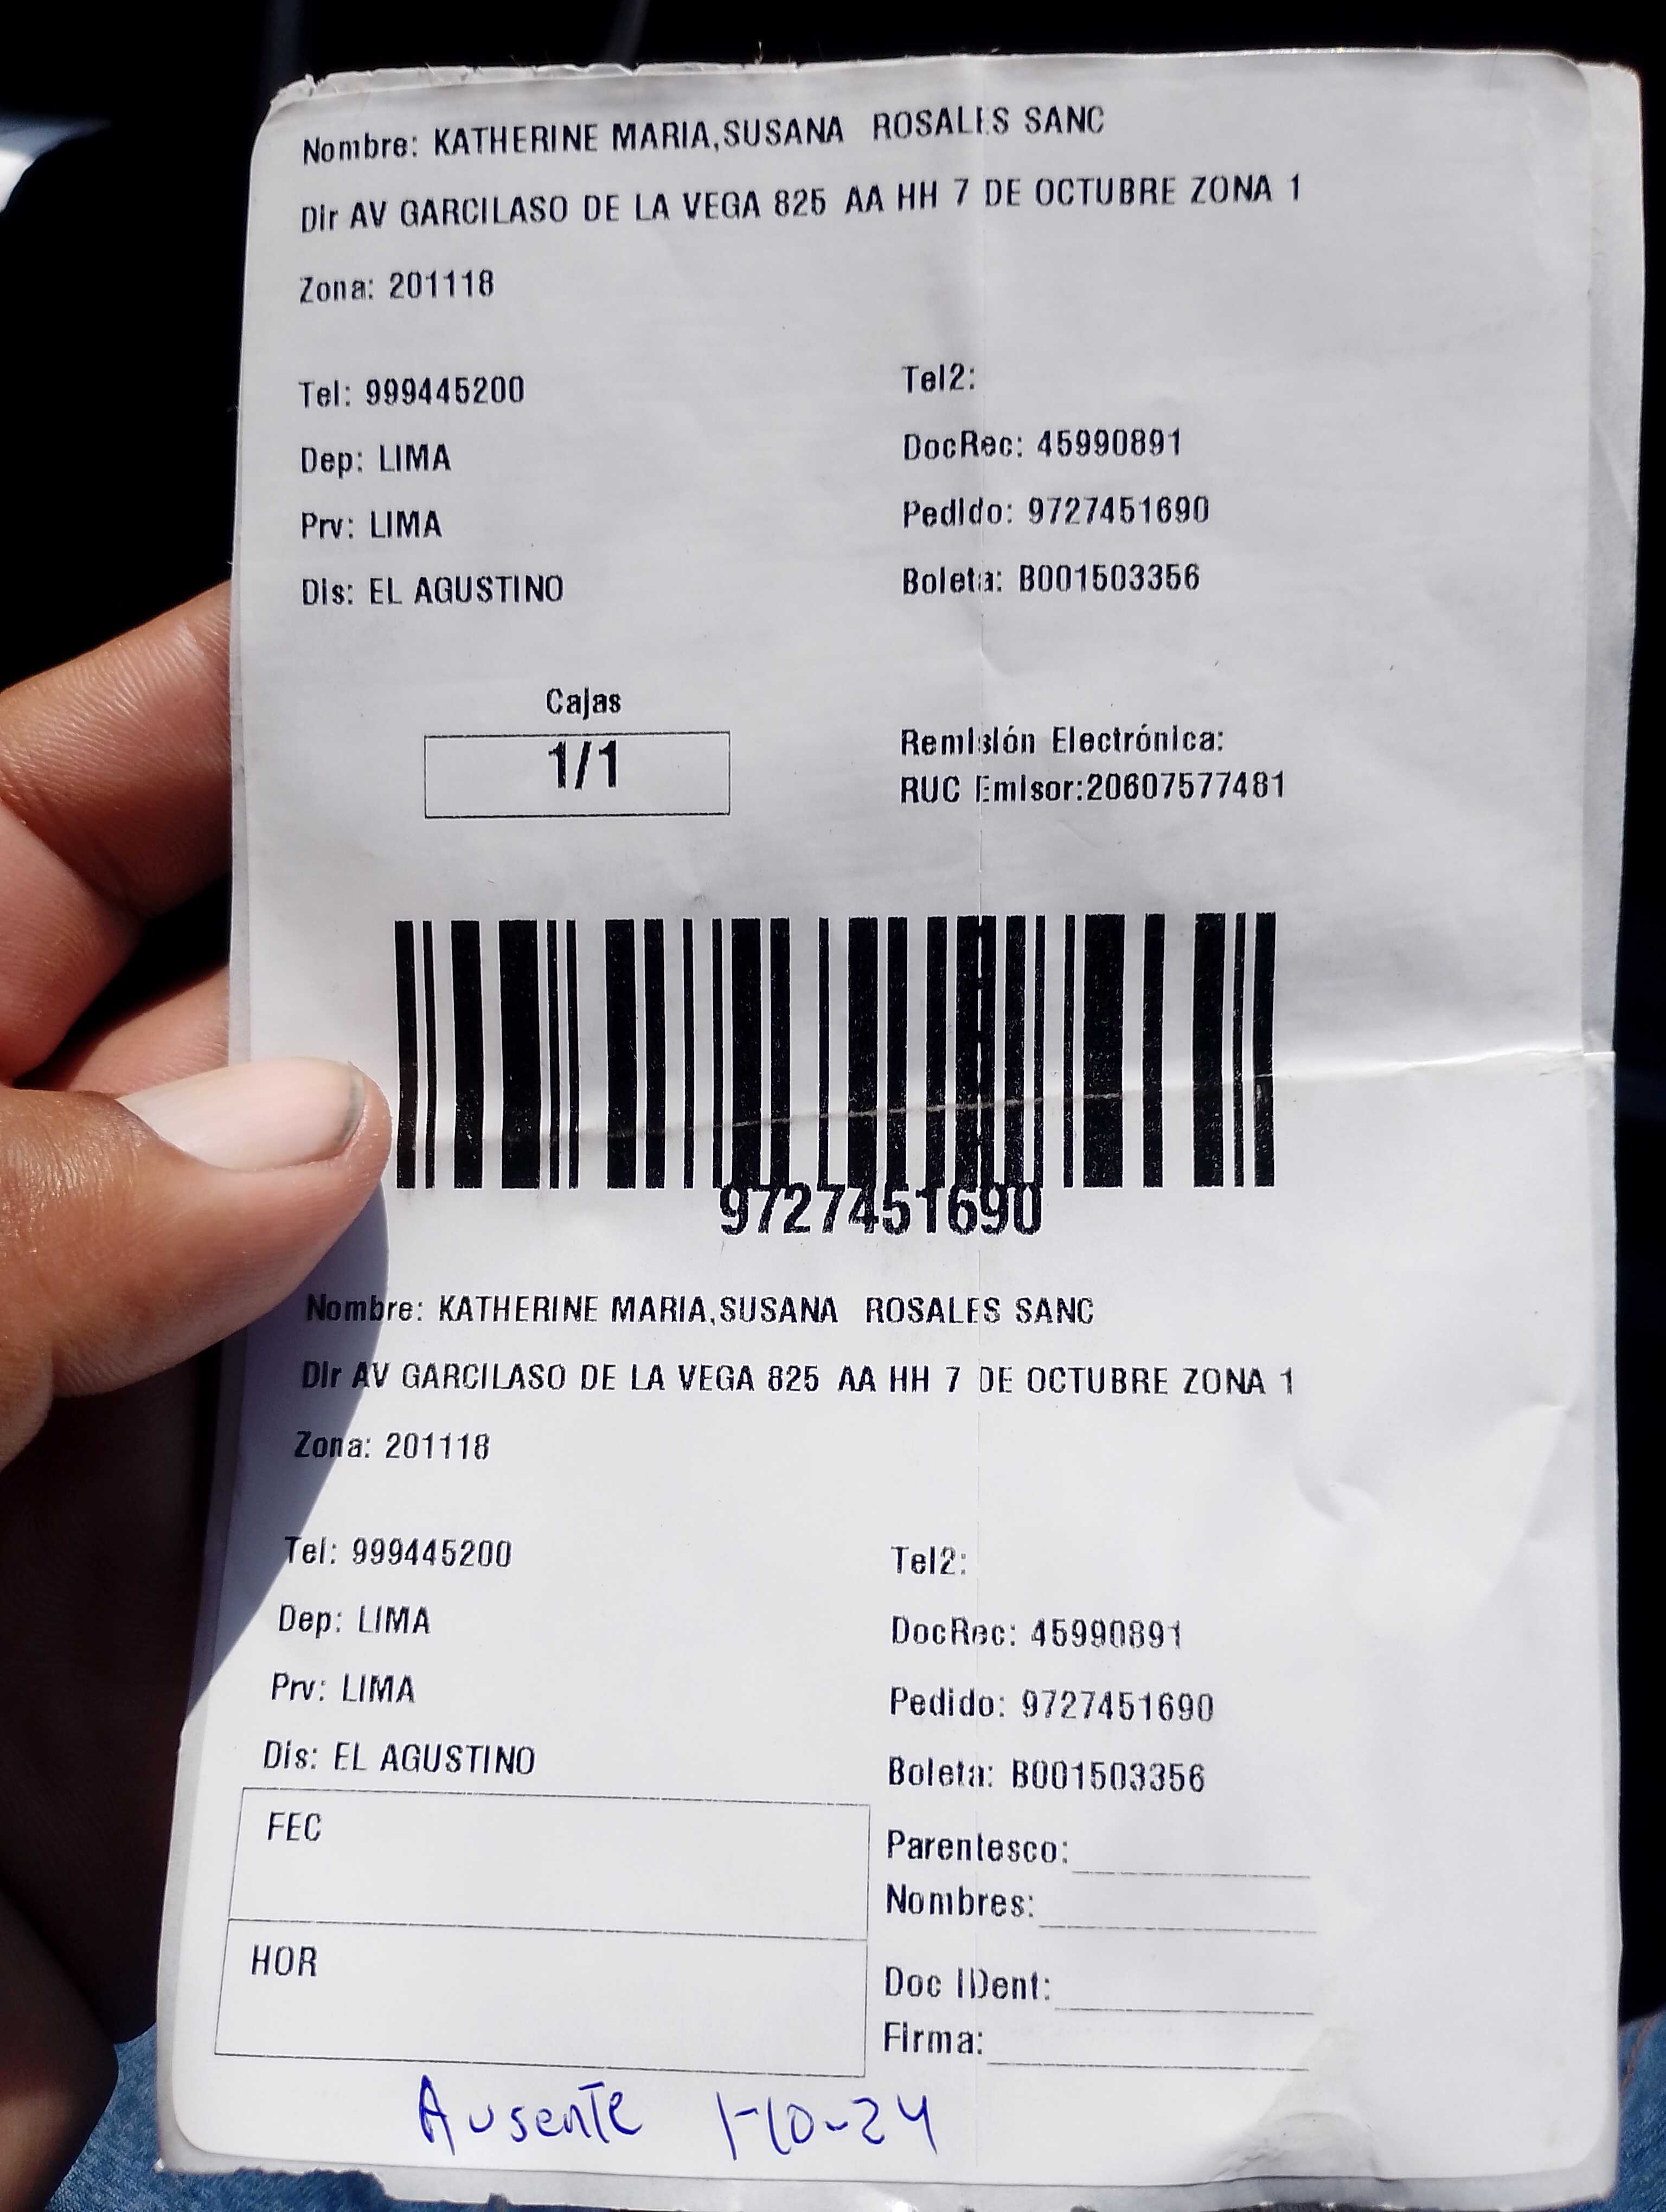 Nombre: KATHERINE MARIA,SUSANA ROSALES SANC
Dir AV GARCILASO DE LA VEGA 825 AA HH 7 DE OCTUBRE ZONA 1
Zona: 201118
Tel: 999445200
Tel2:
Dep: LIMA
DocRec: 45990891
Prv: LIMA
Pedido: 9727451690
Dis: EL AGUSTINO
Boleta: B001503356
Cajas
1/1
Remisión Electrónica:
RUC Emisor:20607577481
9727451690
Nombre: KATHERINE MARIA,SUSANA ROSALES SANC
Dir AV GARCILASO DE LA VEGA 825 AA HH 7 DE OCTUBRE ZONA 1
Zona: 201118
Tel: 999445200
Tel2:
Dep: LIMA
DocRec: 45990891
Prv: LIMA
Pedido: 9727451690
Dis: EL AGUSTINO
Boleta: B001503356
FEC
Parentesco:
Nombres:
HOR
Doc IDent:
Firma:
Ausente 1-10-24